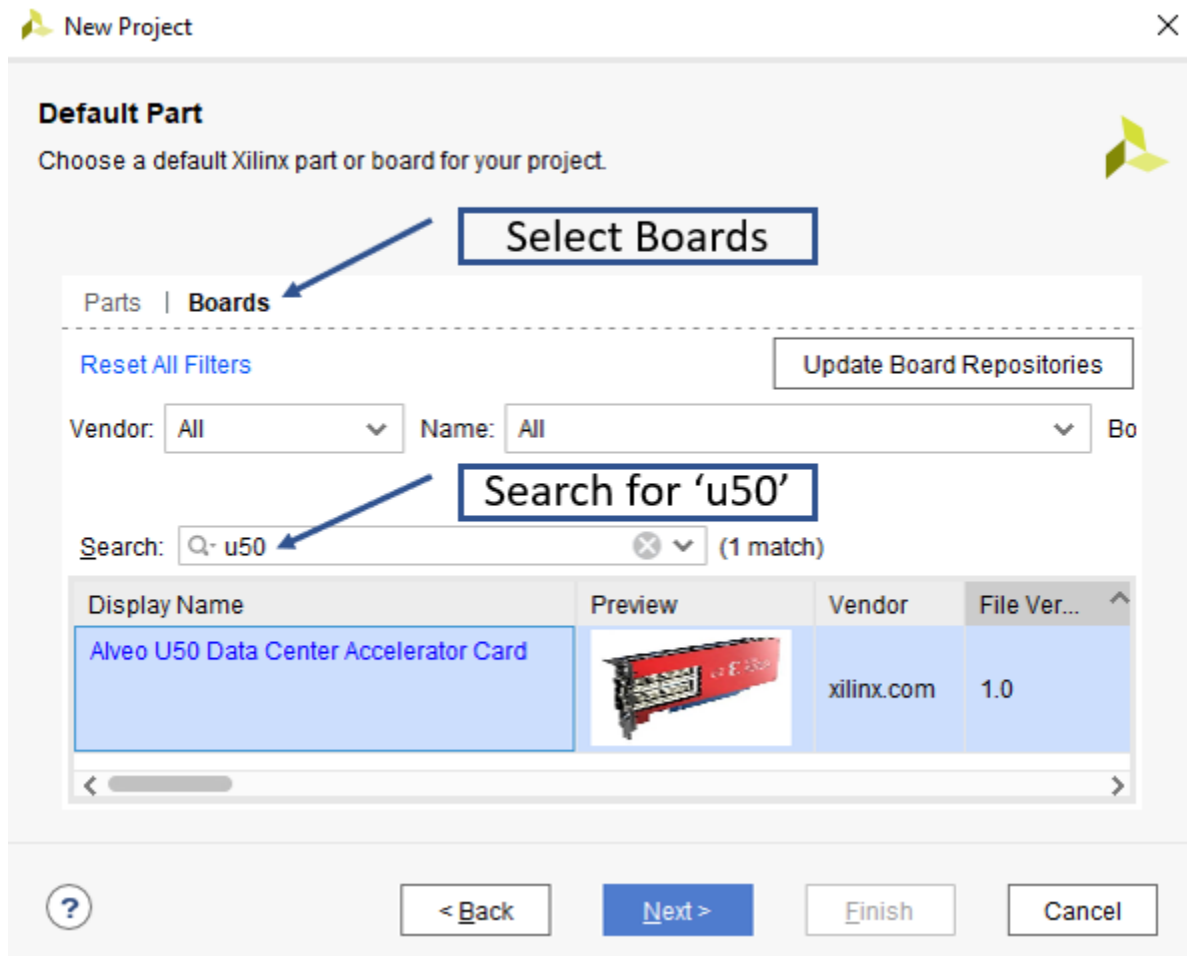 New Project
Default Part
Choose a default Xilinx part or board for your project.
Select Boards
Parts | Boards
Reset All Filters
Update Board Repositories
Vendor: All Name: All Bo
Search for ‘u50’
Search: u50 (1 match)
Display Name Preview Vendor File Ver...
Alveo U50 Data Center Accelerator Card
xilinx.com 1.0
? < Back Next > Finish Cancel